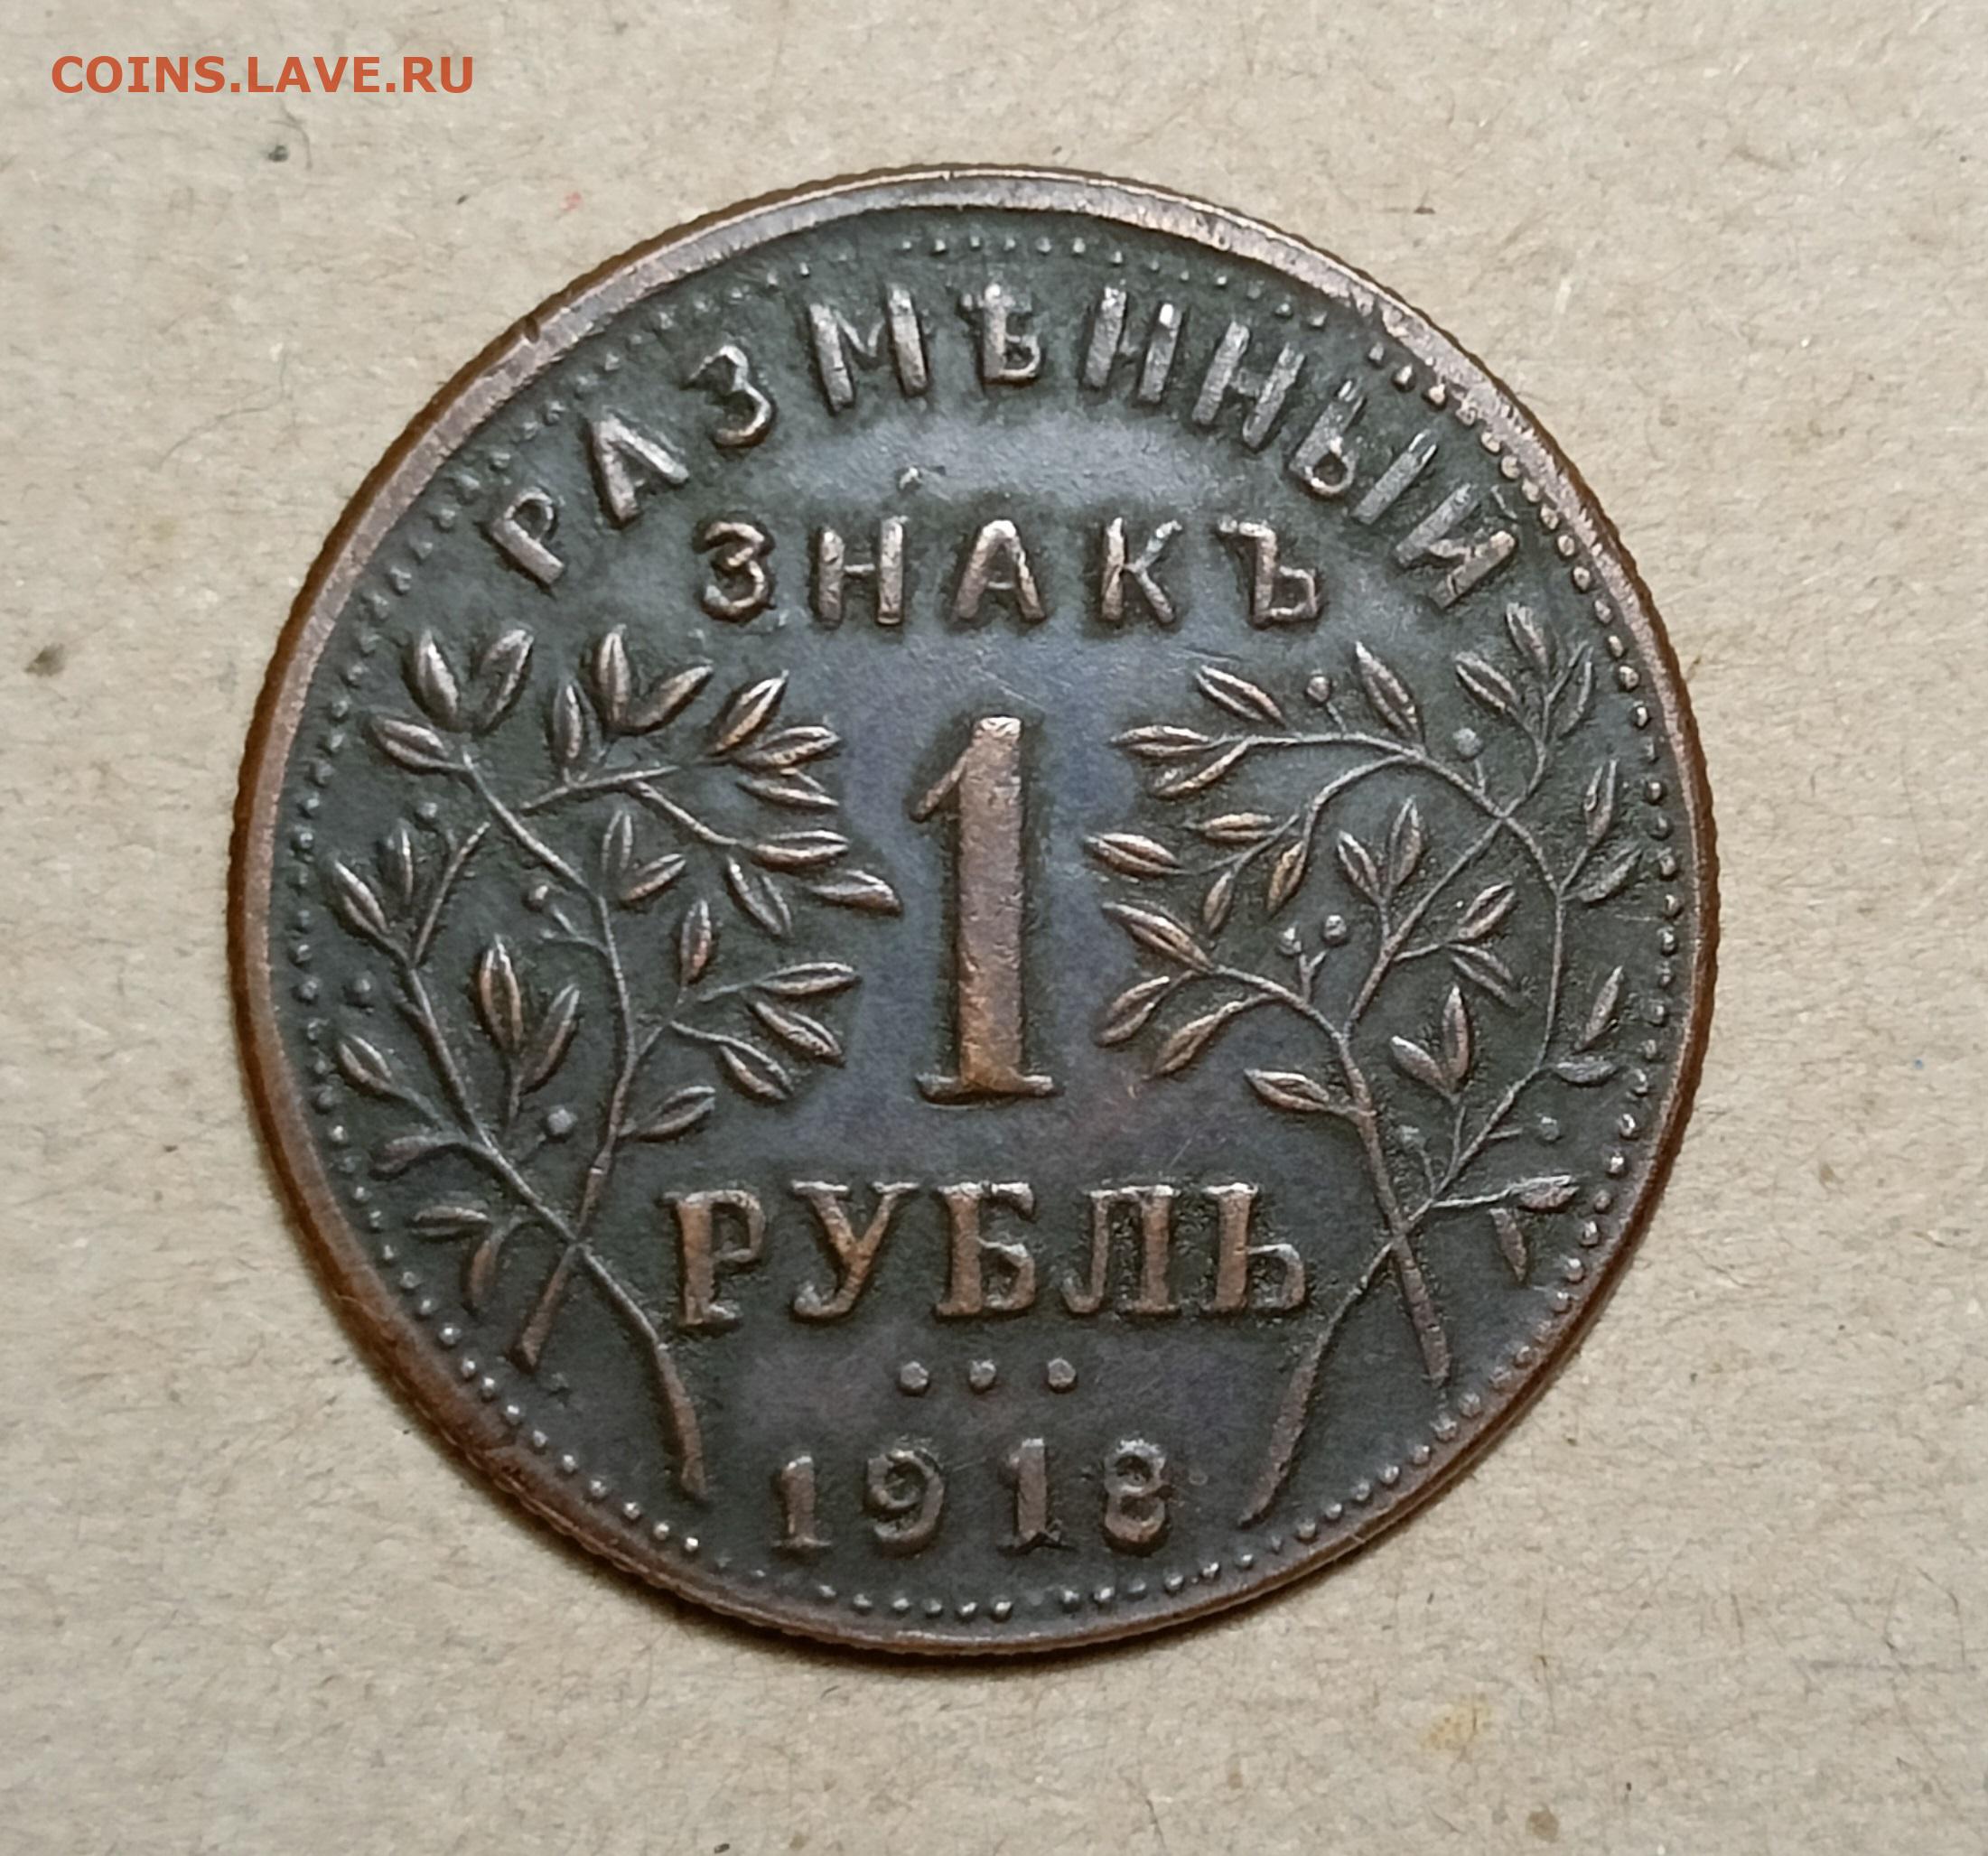 COINS.LAVE.RU
РАЗМѢННЫЙ
ЗНАКЪ
1
РУБЛЬ
...
1918